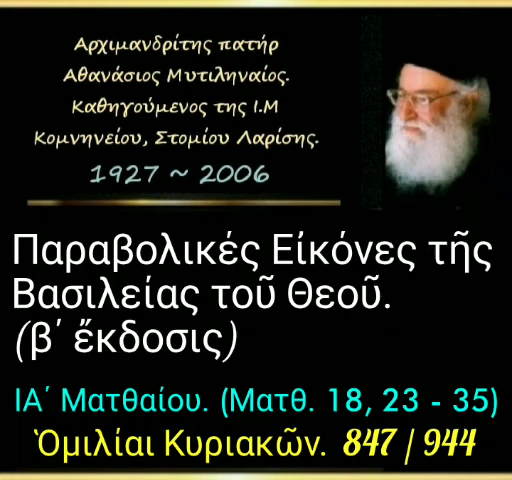 Αρχιμανδρίτης πατήρ
Αθανάσιος Μυτιληναίος.
Καθηγούμενος της Ι.Μ
Κομνηνείου, Στομίου Λαρίσης.
1927 ~ 2006
Παραβολικές Εἰκόνες τῆς
Βασιλείας τοῦ Θεοῦ.
(β΄ ἔκδοσις)
ΙΑ΄ Ματθαίου. (Ματθ. 18, 23 - 35)
Ὁμιλίαι Κυριακῶν. 847 | 944